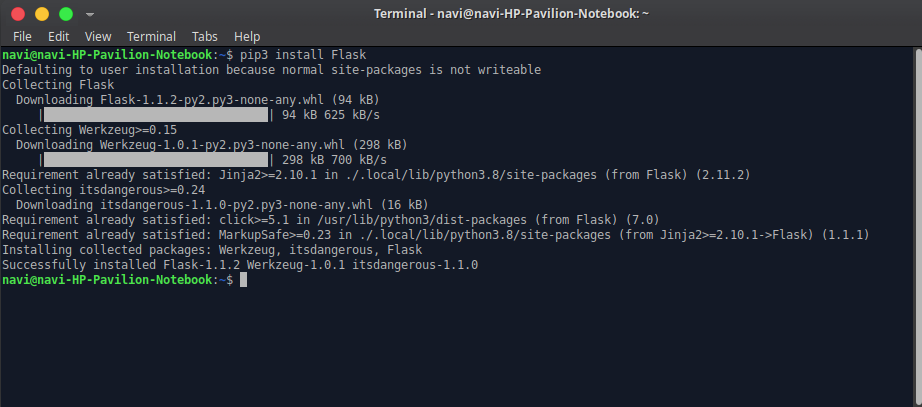 Terminal - navi@navi-HP-Pavilion-Notebook: ~
File Edit View Terminal Tabs Help
navi@navi-HP-Pavilion-Notebook:~$ pip3 install Flask
Defaulting to user installation because normal site-packages is not writeable
Collecting Flask
  Downloading Flask-1.1.2-py2.py3-none-any.whl (94 kB)
     |████████████████████████████████| 94 kB 625 kB/s
Collecting Werkzeug>=0.15
  Downloading Werkzeug-1.0.1-py2.py3-none-any.whl (298 kB)
     |████████████████████████████████| 298 kB 700 kB/s
Requirement already satisfied: Jinja2>=2.10.1 in ./.local/lib/python3.8/site-packages (from Flask) (2.11.2)
Collecting itsdangerous>=0.24
  Downloading itsdangerous-1.1.0-py2.py3-none-any.whl (16 kB)
Requirement already satisfied: click>=5.1 in /usr/lib/python3/dist-packages (from Flask) (7.0)
Requirement already satisfied: MarkupSafe>=0.23 in ./.local/lib/python3.8/site-packages (from Jinja2>=2.10.1->Flask) (1.1.1)
Installing collected packages: Werkzeug, itsdangerous, Flask
Successfully installed Flask-1.1.2 Werkzeug-1.0.1 itsdangerous-1.1.0
navi@navi-HP-Pavilion-Notebook:~$